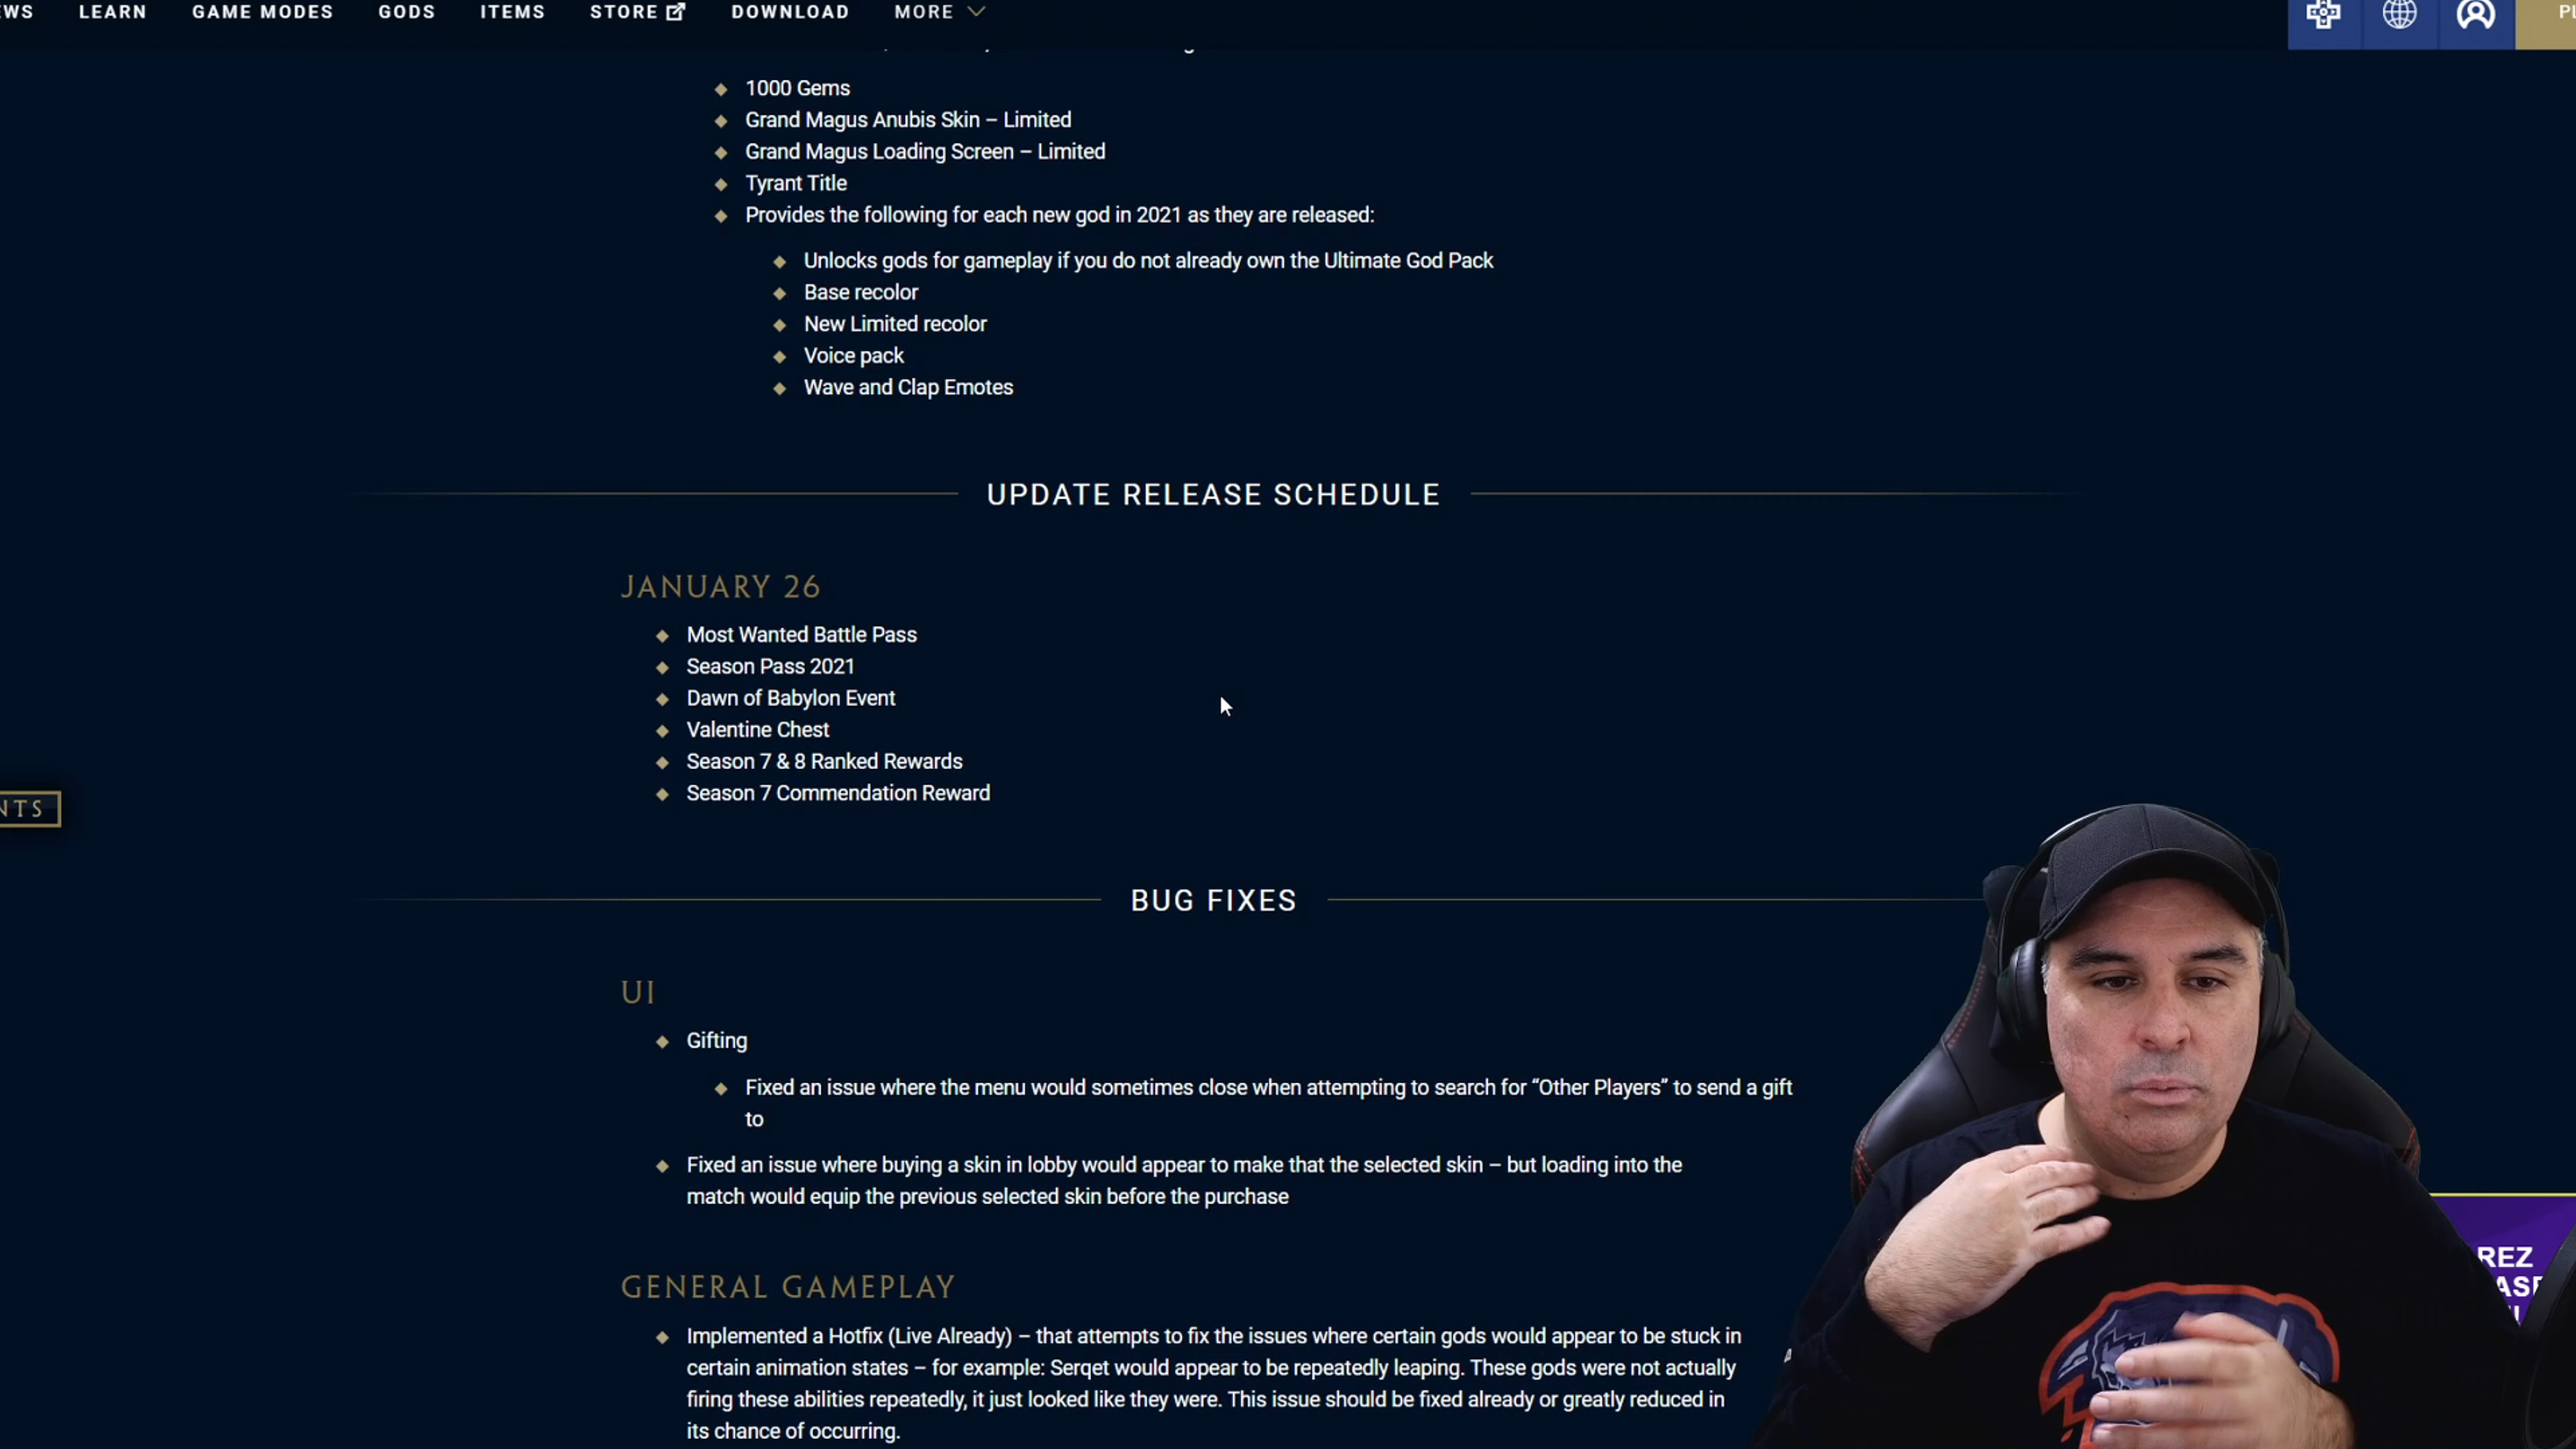 LEARN GAME MODES GODS ITEMS STORE DOWNLOAD MORE
1000 Gems
Grand Magus Anubis Skin – Limited
Grand Magus Loading Screen – Limited
Tyrant Title
Provides the following for each new god in 2021 as they are released:
Unlocks gods for gameplay if you do not already own the Ultimate God Pack
Base recolor
New Limited recolor
Voice pack
Wave and Clap Emotes
UPDATE RELEASE SCHEDULE
JANUARY 26
Most Wanted Battle Pass
Season Pass 2021
Dawn of Babylon Event
Valentine Chest
Season 7 & 8 Ranked Rewards
Season 7 Commendation Reward
NTS
BUG FIXES
UI
Gifting
Fixed an issue where the menu would sometimes close when attempting to search for “Other Players” to send a gift
to
Fixed an issue where buying a skin in lobby would appear to make that the selected skin – but loading into the
match would equip the previous selected skin before the purchase
REZ
GENERAL GAMEPLAY
Implemented a Hotfix (Live Already) – that attempts to fix the issues where certain gods would appear to be stuck in
certain animation states – for example: Serqet would appear to be repeatedly leaping. These gods were not actually
firing these abilities repeatedly, it just looked like they were. This issue should be fixed already or greatly reduced in
its chance of occurring.